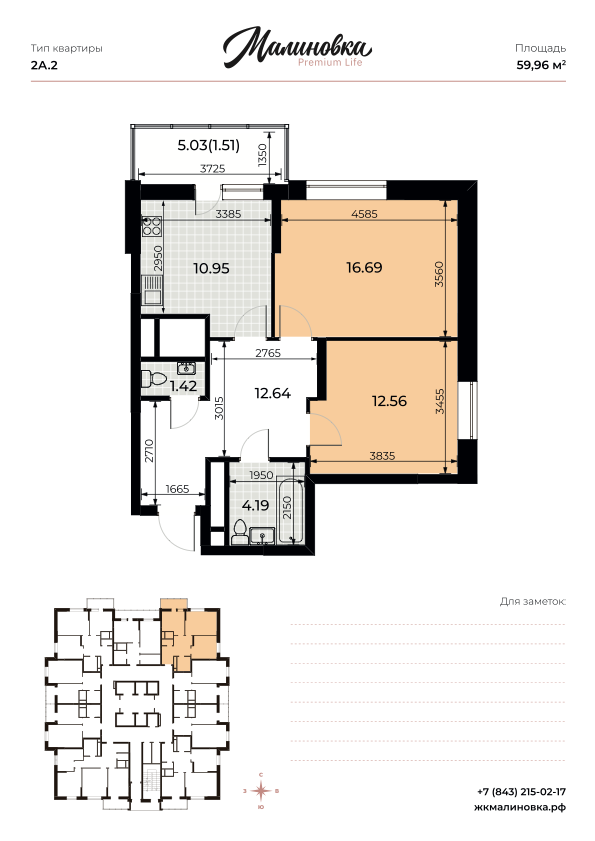 Тип квартиры
2А.2
Малиновка
Premium Life
Площадь
59,96 м²
5.03(1.51)
3725
1350
3385
4585
2950
10.95
16.69
3560
2765
1.42
3015
12.64
12.56
3455
2710
3835
1665
1950
4.19
2150
Для заметок:
С
З
В
Ю
+7 (843) 215-02-17
жкмалиновка.рф